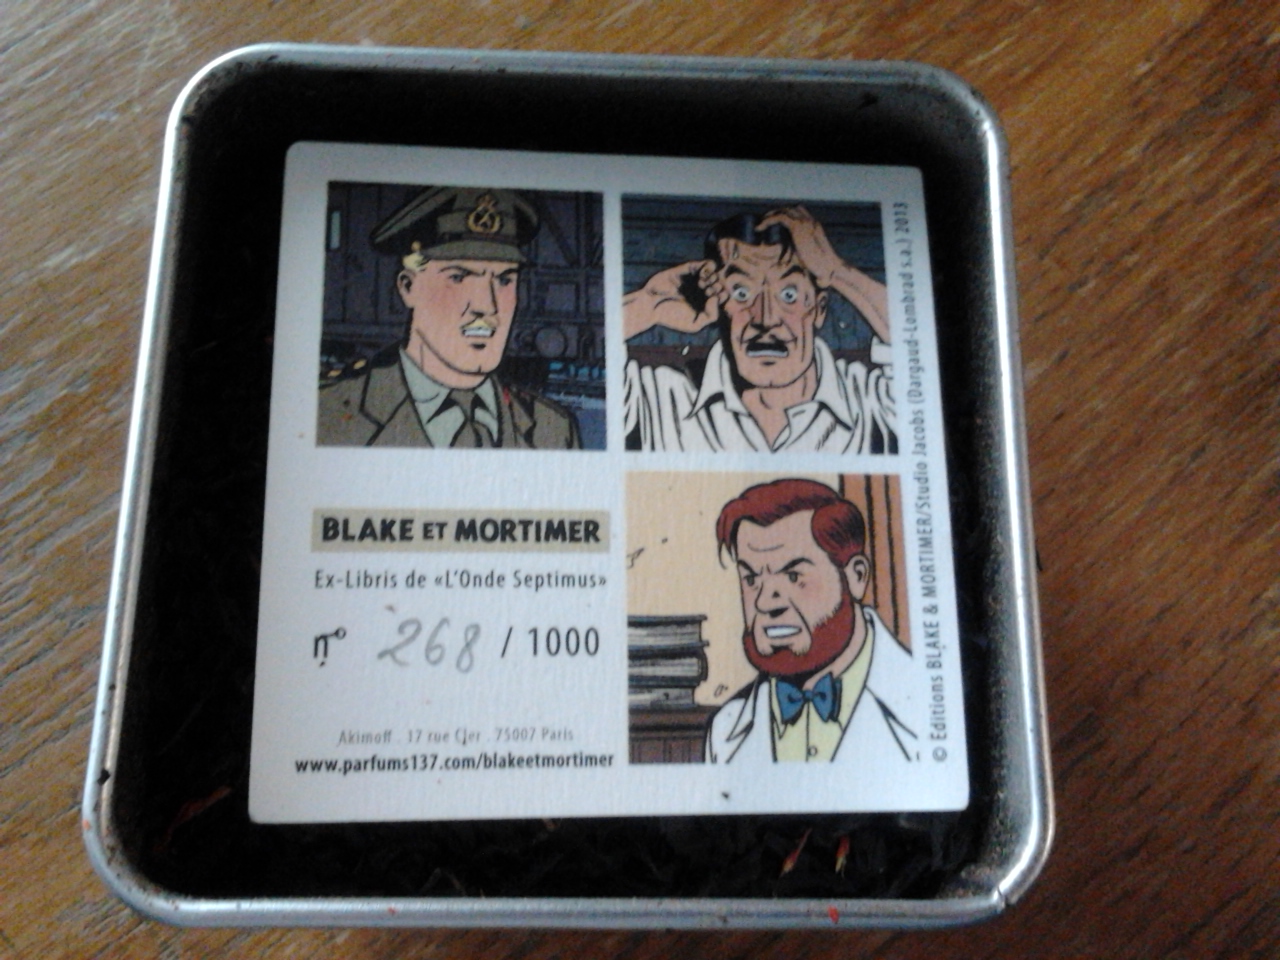 BLAKE ET MORTIMER
Ex-Libris de «L'Onde Septimus»
n° 268 / 1000
Akimoff . 17 rue Cler . 75007 Paris
www.parfums137.com/blakeetmortimer
© Editions BLAKE & MORTIMER/Studio Jacobs (Dargaud-Lombrad s.a.) 2013